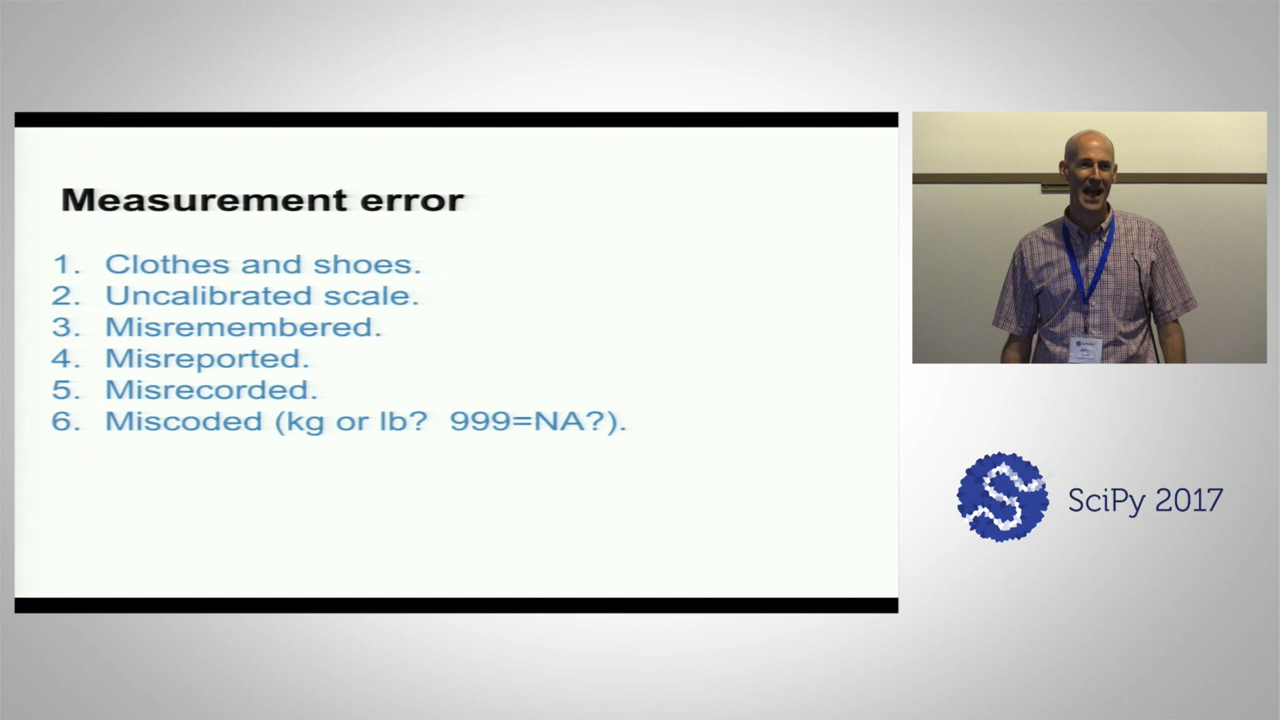 Measurement error
1. Clothes and shoes.
2. Uncalibrated scale.
3. Misremembered.
4. Misreported.
5. Misrecorded.
6. Miscoded (kg or lb? 999=NA?).
SciPy 2017